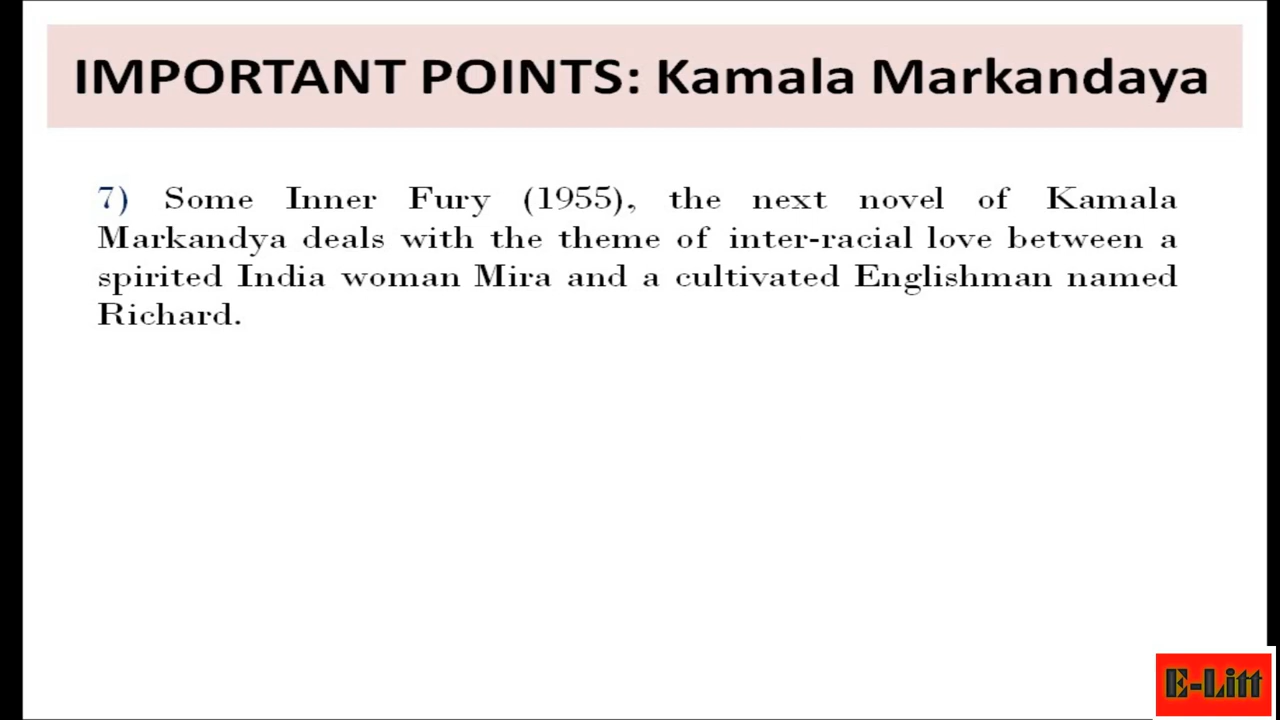 IMPORTANT POINTS: Kamala Markandaya
7) Some Inner Fury (1955), the next novel of Kamala
Markandya deals with the theme of inter-racial love between a
spirited India woman Mira and a cultivated Englishman named
Richard.
E-Litt